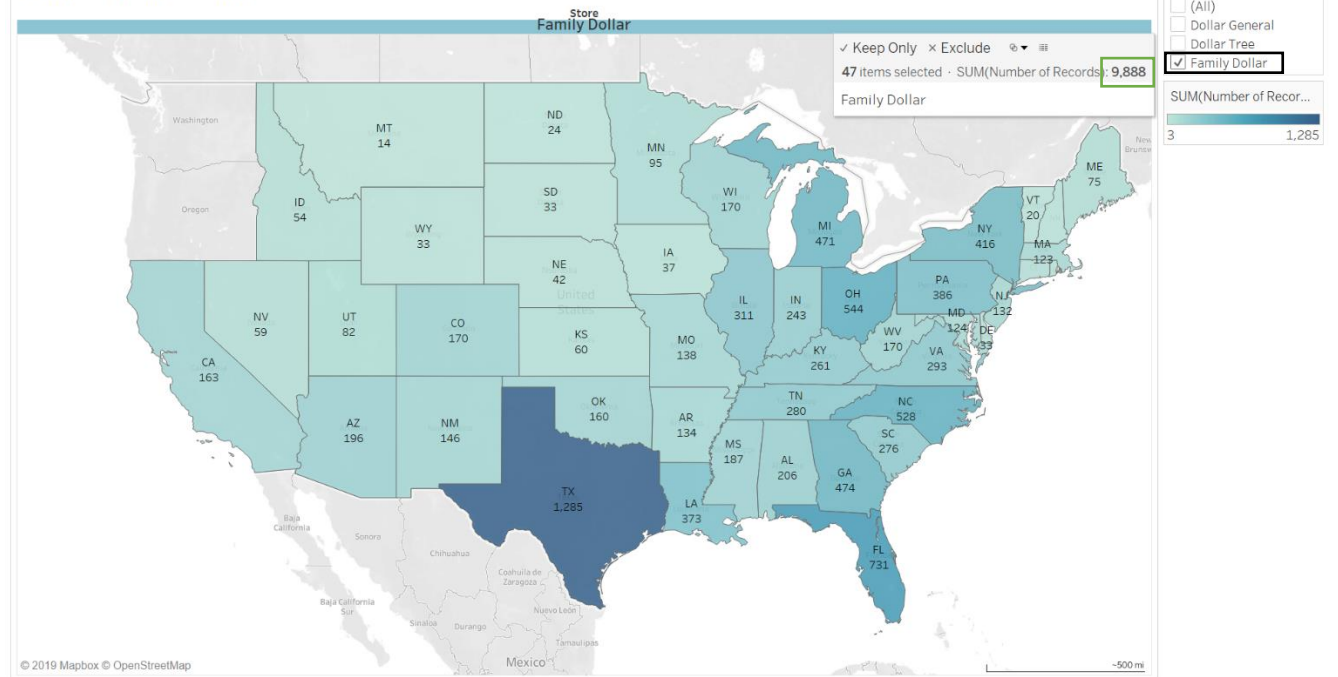 Store
Family Dollar
(All)
Dollar General
Dollar Tree
✓ Family Dollar
✓ Keep Only × Exclude
47 items selected · SUM(Number of Records): 9,888
Family Dollar
SUM(Number of Recor...
3 1,285
Washington
Oregon
MT
14
ND
24
MN
95
ID
54
WY
33
SD
33
WI
170
MI
471
NY
416
VT
20
ME
75
New
Brunsw
MA
123
NE
42
IA
37
United
States
NV
59
UT
82
CO
170
KS
60
MO
138
IL
311
IN
243
OH
544
PA
386
NJ
132
MD
124
DE
33
WV
170
VA
293
KY
261
CA
163
AZ
196
NM
146
OK
160
AR
134
TN
280
NC
528
SC
276
MS
187
AL
206
GA
474
TX
1,285
LA
373
FL
731
Baja
California
Sonora
Chihuahua
Coahuila de
Zaragoza
Baja California
Sur
Sinaloa
Durango
Nuevo León
Tamaulipas
Mexico
© 2019 Mapbox © OpenStreetMap
~500 mi